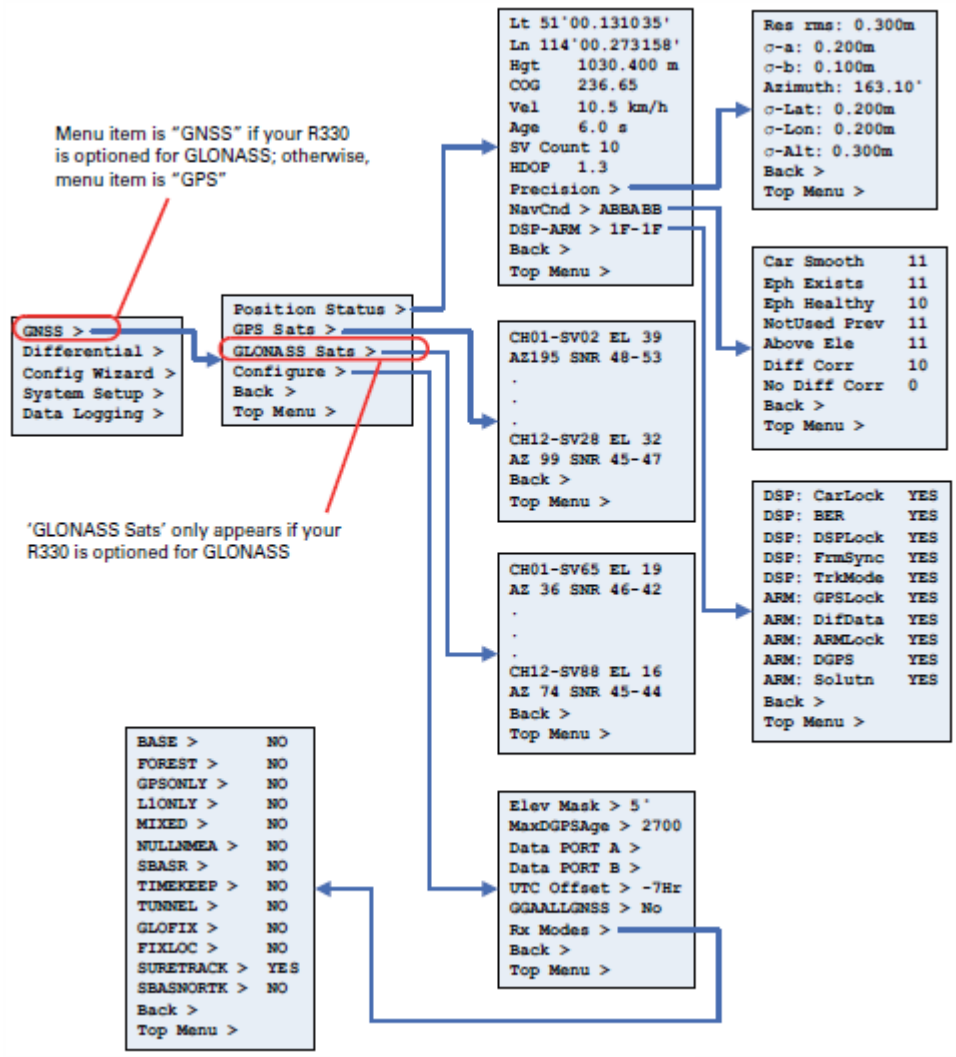 Menu item is “GNSS” if your R330
is optioned for GLONASS; otherwise,
menu item is “GPS”
GNSS >
Differential >
Config Wizard >
System Setup >
Data Logging >
Position Status >
GPS Sats >
GLONASS Sats >
Configure >
Back >
Top Menu >
'GLONASS Sats' only appears if your
R330 is optioned for GLONASS
Lt 51'00.131035'
Ln 114'00.273158'
Hgt 1030.400 m
COG 236.65
Vel 10.5 km/h
Age 6.0 s
SV Count 10
HDOP 1.3
Precision >
NavCnd > ABBABB
DSP-ARM > 1F-1F
Back >
Top Menu >
Res rms: 0.300m
σ-a: 0.200m
σ-b: 0.100m
Azimuth: 163.10°
σ-Lat: 0.200m
σ-Lon: 0.200m
σ-Alt: 0.300m
Back >
Top Menu >
Car Smooth 11
Eph Exists 11
Eph Healthy 10
NotUsed Prev 11
Above Ele 11
Diff Corr 10
No Diff Corr 0
Back >
Top Menu >
DSP: CarLock YES
DSP: BER YES
DSP: DSPLock YES
DSP: FrmSync YES
DSP: TrkMode YES
ARM: GPSLock YES
ARM: DifData YES
ARM: ARMLock YES
ARM: DGPS YES
ARM: Solutn YES
Back >
Top Menu >
CH01-SV02 EL 39
AZ195 SNR 48-53
.
.
.
CH12-SV28 EL 32
AZ 99 SNR 45-47
Back >
Top Menu >
CH01-SV65 EL 19
AZ 36 SNR 46-42
.
.
.
CH12-SV88 EL 16
AZ 74 SNR 45-44
Back >
Top Menu >
Elev Mask > 5°
MaxDGPSAge > 2700
Data PORT A >
Data PORT B >
UTC Offset > -7Hr
GGAALLGNSS > No
Rx Modes >
Back >
Top Menu >
BASE > NO
FOREST > NO
GPSONLY > NO
L1ONLY > NO
MIXED > NO
NULLNMEA > NO
SBASR > NO
TIMEKEEP > NO
TUNNEL > NO
GLOFIX > NO
FIXLOC > NO
SURETRACK > YES
SBASNORTK > NO
Back >
Top Menu >